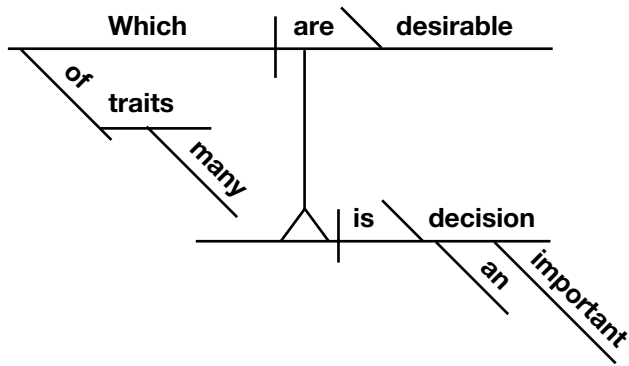 Which are desirable
of
traits
many
is decision
an
important